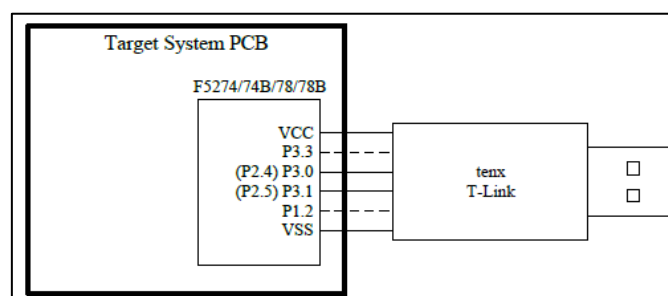 Target System PCB
F5274/74B/78/78B
VCC
P3.3
(P2.4) P3.0
(P2.5) P3.1
P1.2
VSS
tenx
T-Link